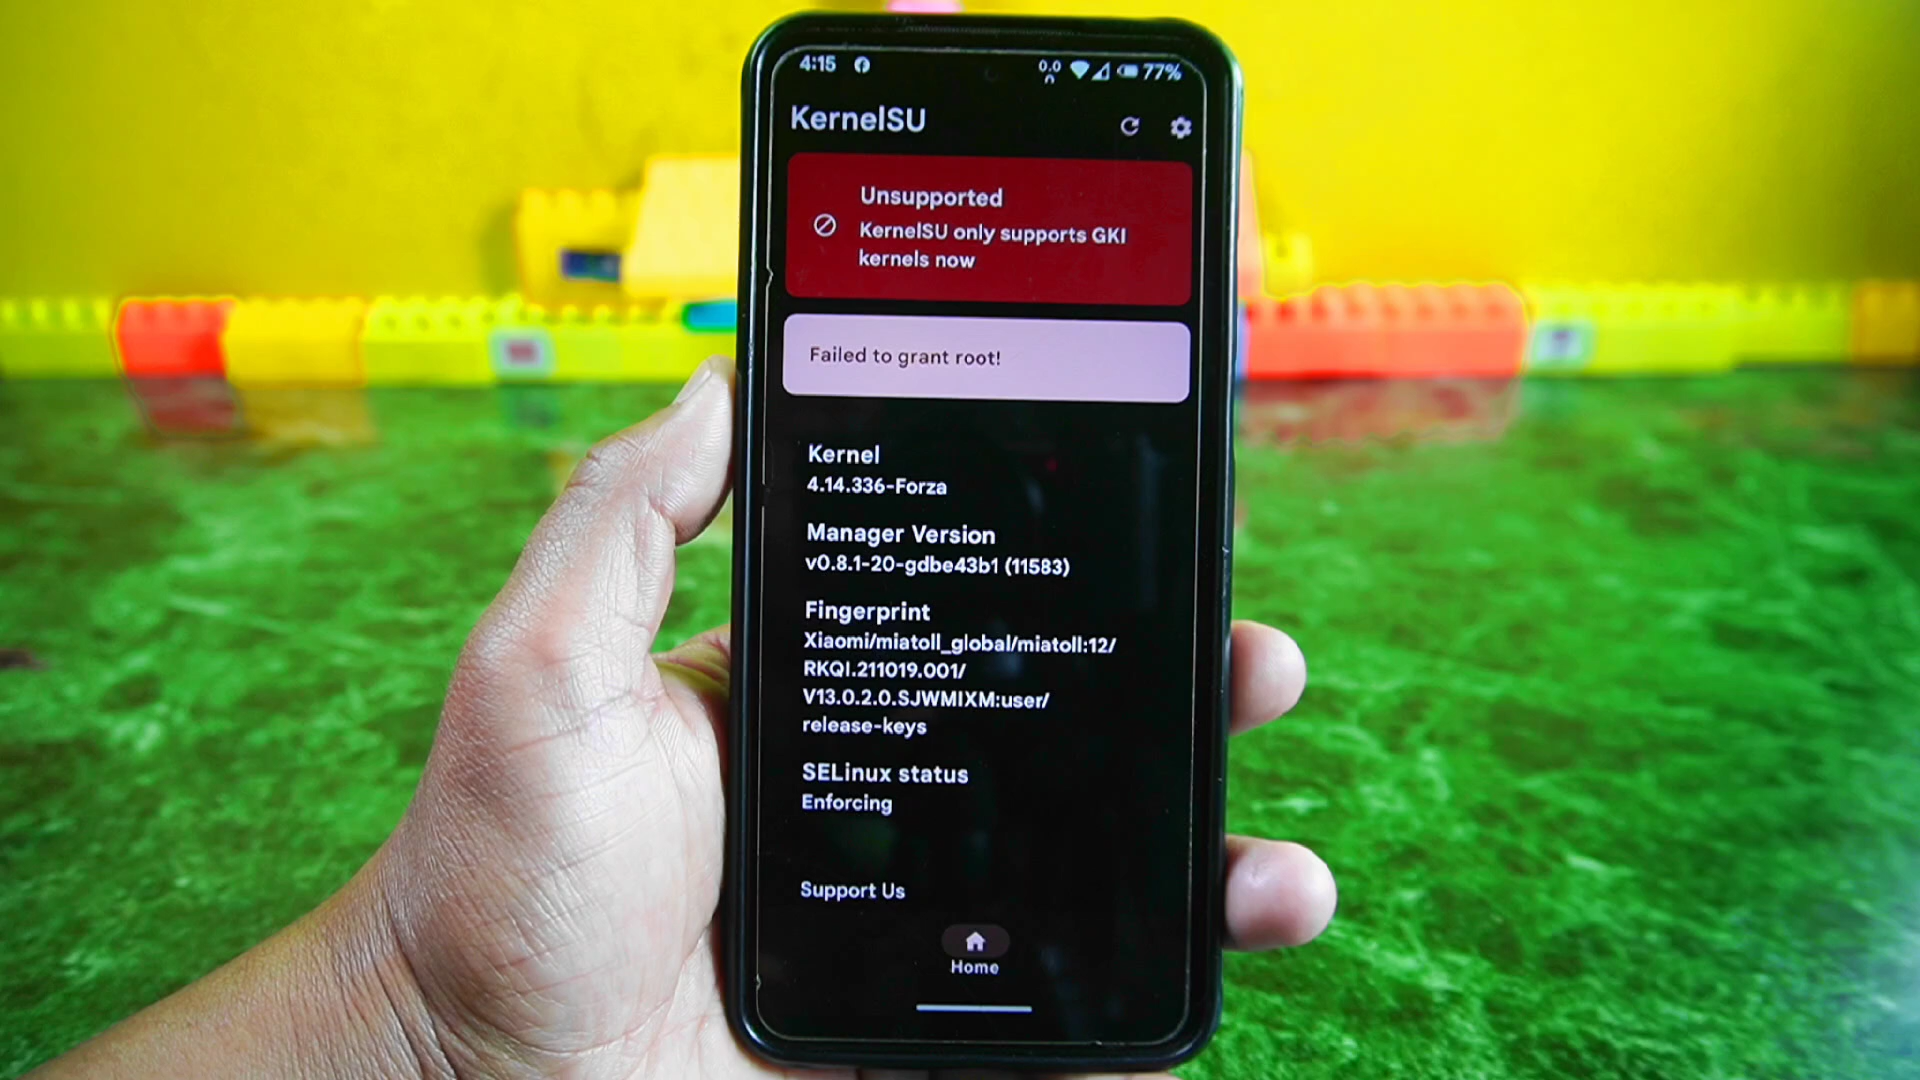 4:15
0.0
77%
KernelSU
Unsupported
KernelSU only supports GKI
kernels now
Failed to grant root!
Kernel
4.14.336-Forza
Manager Version
v0.8.1-20-gdbe43b1 (11583)
Fingerprint
Xiaomi/miatoll_global/miatoll:12/
RKQ1.211019.001/
V13.0.2.0.SJWMIXM:user/
release-keys
SELinux status
Enforcing
Support Us
Home